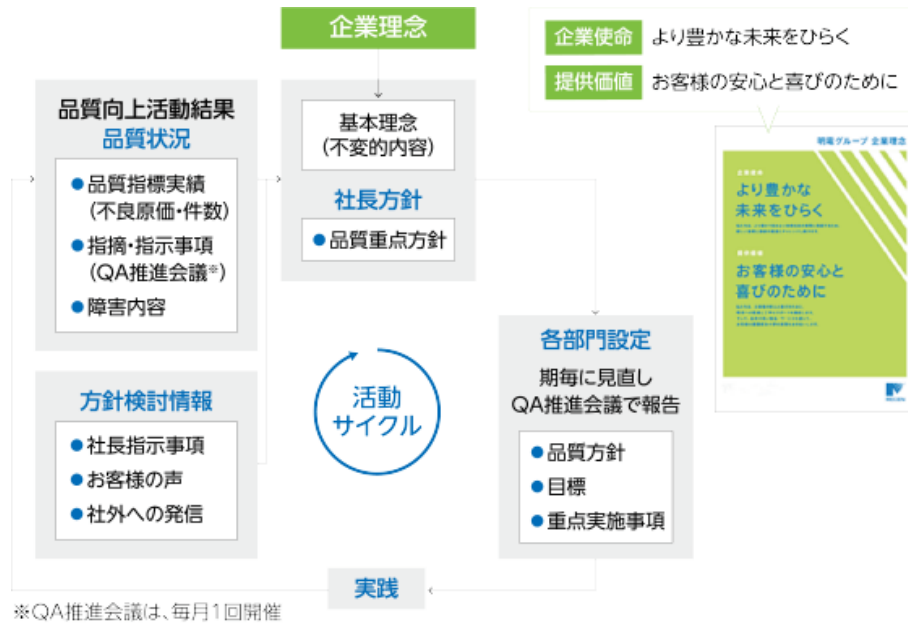 企業理念
企業使命 より豊かな未来をひらく
提供価値 お客様の安心と喜びのために
明電グループ 企業理念
企業使命
より豊かな
未来をひらく
提供価値
お客様の安心と
喜びのために
品質向上活動結果
品質状況
●品質指標実績
(不良原価・件数)
●指摘・指示事項
(QA推進会議※)
●障害内容
基本理念
(不変的内容)
社長方針
●品質重点方針
方針検討情報
●社長指示事項
●お客様の声
●社外への発信
活動
サイクル
各部門設定
期毎に見直し
QA推進会議で報告
●品質方針
●目標
●重点実施事項
実践
※QA推進会議は、毎月1回開催